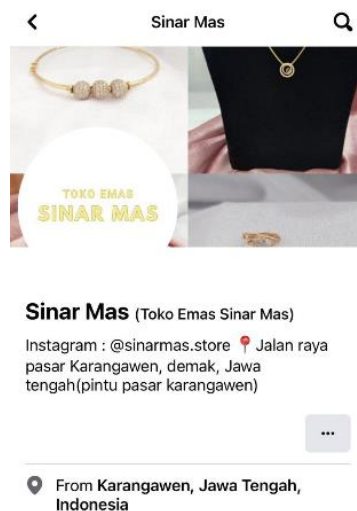 Sinar Mas
TOKO EMAS
SINAR MAS
Sinar Mas (Toko Emas Sinar Mas)
Instagram : @sinarmas.store 📍 Jalan raya
pasar Karangawen, demak, Jawa
tengah(pintu pasar karangawen)
...
From Karangawen, Jawa Tengah,
Indonesia